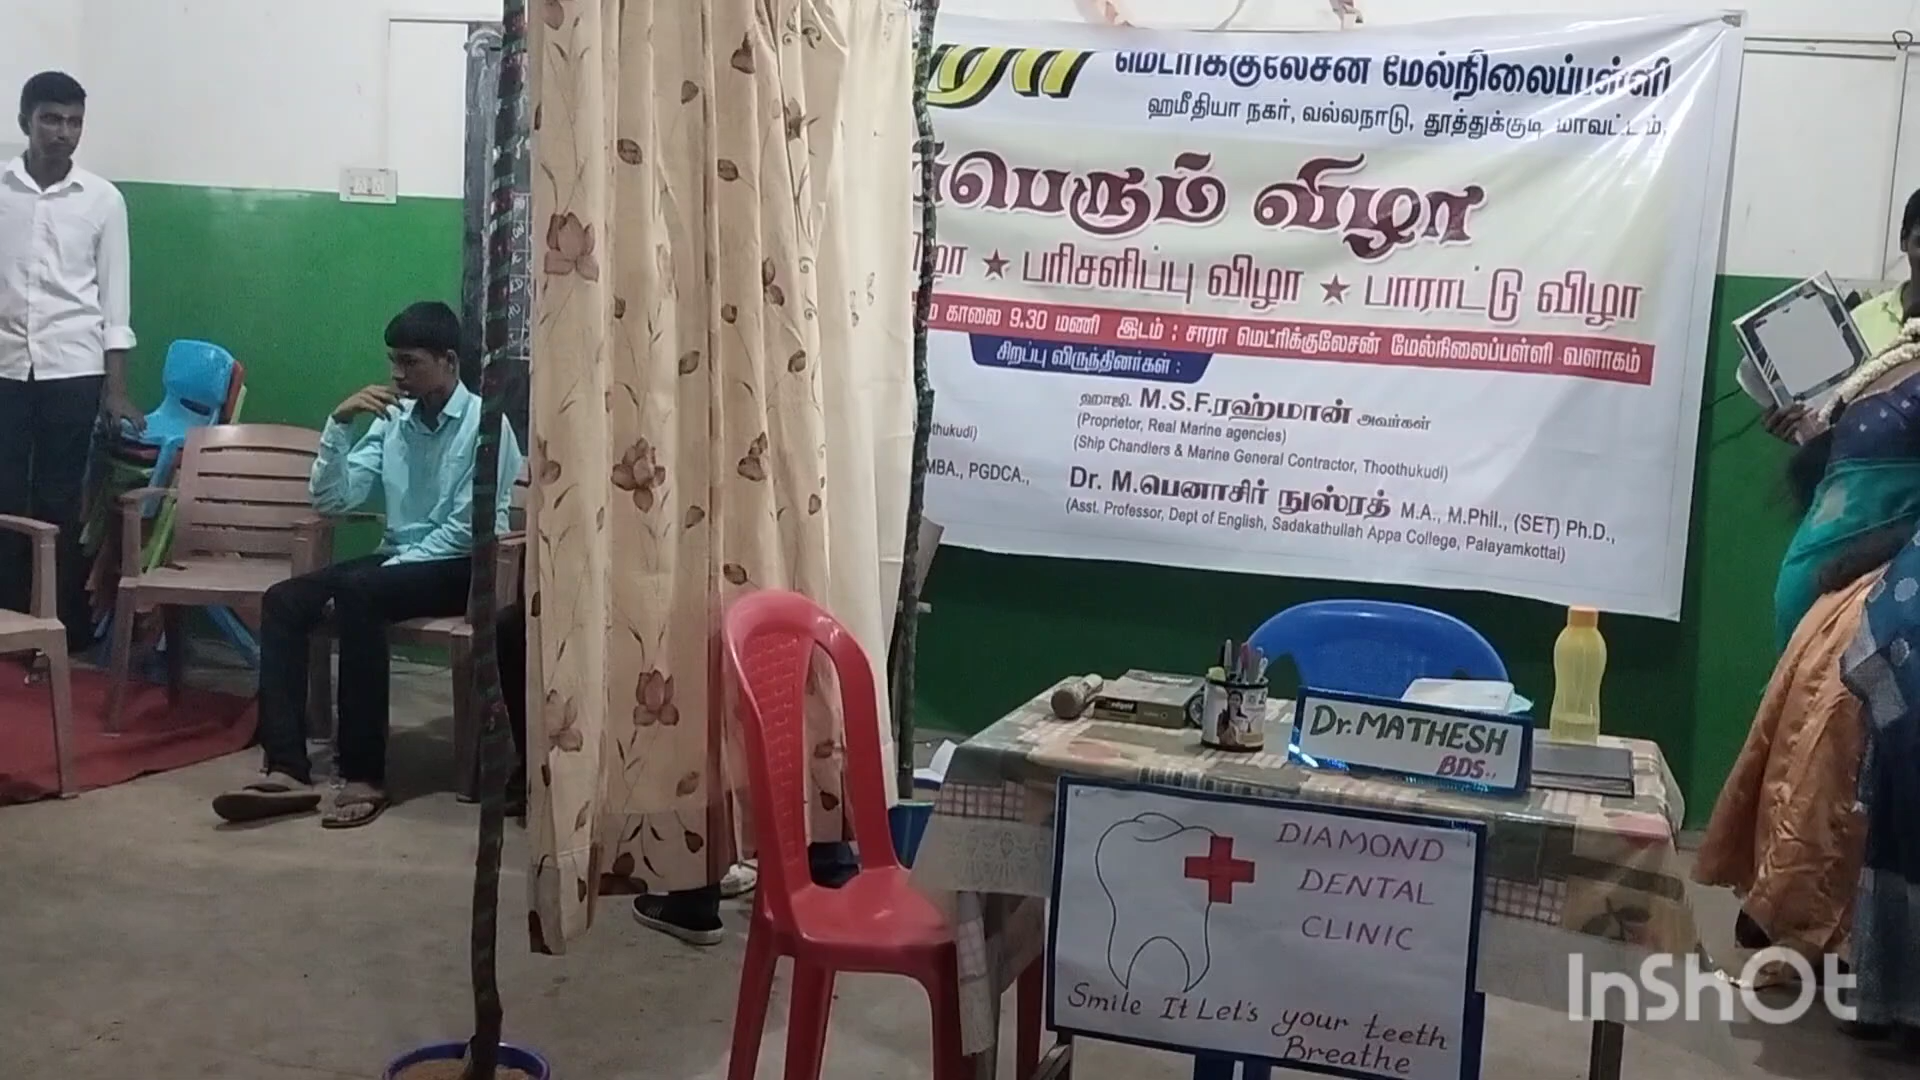 மெட்ரிக்குலேசன் மேல்நிலைப்பள்ளி
ஹமீதியா நகர், வல்லநாடு, தூத்துக்குடி மாவட்டம்,
விழா
★ பரிசளிப்பு விழா ★ பாராட்டு விழா
காலை 9.30 மணி இடம் : சாரா மெட்ரிக்குலேசன் மேல்நிலைப்பள்ளி வளாகம்
சிறப்பு விருந்தினர்கள் :
ஹாஜி. M.S.F.ரஹ்மான் அவர்கள்
(Proprietor, Real Marine agencies)
(Ship Chandlers & Marine General Contractor, Thoothukudi)
MBA., PGDCA.,
Dr. M.பெனாசிர் நுஸ்ரத் M.A., M.Phil., (SET) Ph.D.,
(Asst. Professor, Dept of English, Sadakathullah Appa College, Palayamkottai)
Dr.MATHESH
BDS.,
DIAMOND
DENTAL
CLINIC
Smile It Let's your teeth
Breathe
InShOt